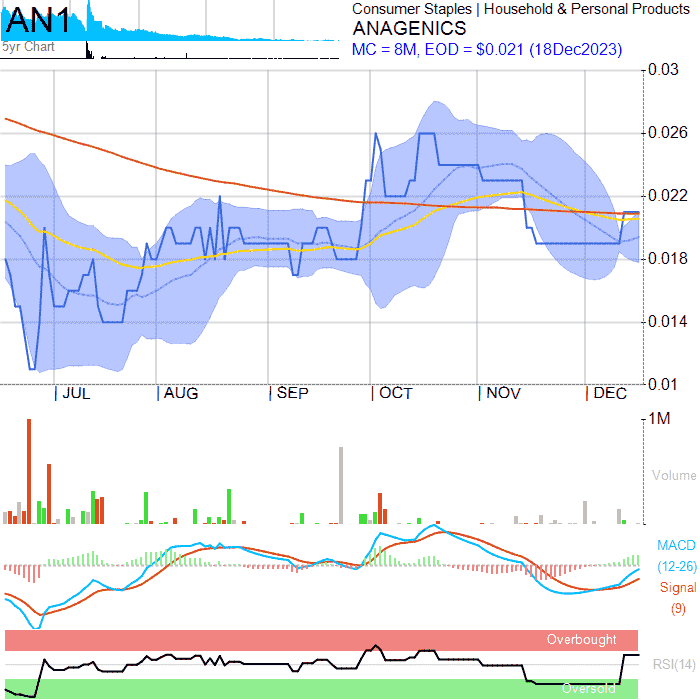 AN1
5yr Chart
Consumer Staples | Household & Personal Products
ANAGENICS
MC = 8M, EOD = $0.021 (18Dec2023)
0.03
0.026
0.022
0.018
0.014
0.01
JUL AUG SEP OCT NOV DEC
1M
Volume
MACD
(12-26)
Signal
(9)
Overbought
RSI(14)
Oversold